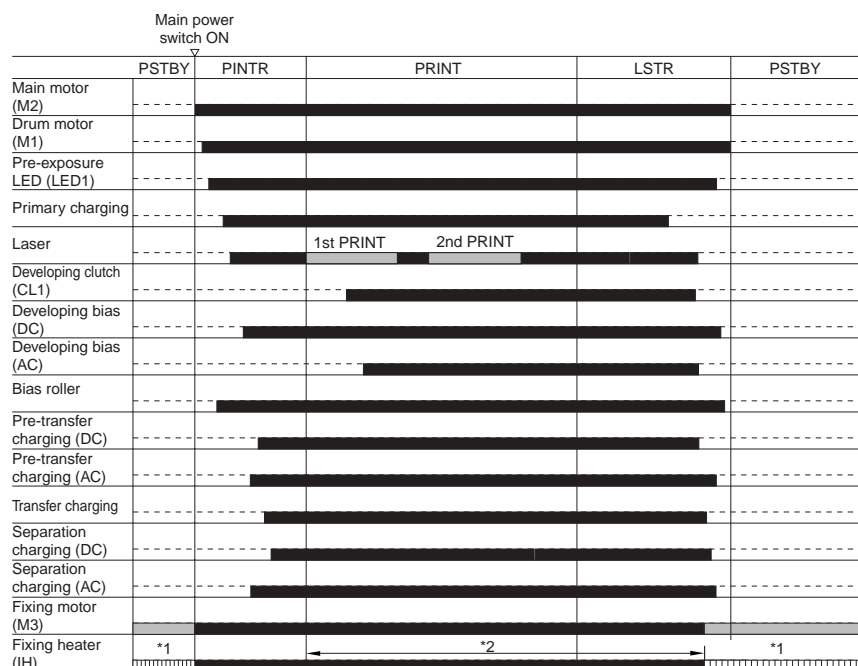 Main power
switch ON
PSTBY PINTR PRINT LSTR PSTBY
Main motor
(M2)
Drum motor
(M1)
Pre-exposure
LED (LED1)
Primary charging
Laser
1st PRINT 2nd PRINT
Developing clutch
(CL1)
Developing bias
(DC)
Developing bias
(AC)
Bias roller
Pre-transfer
charging (DC)
Pre-transfer
charging (AC)
Transfer charging
Separation
charging (DC)
Separation
charging (AC)
Fixing motor
(M3)
Fixing heater
(IH)
*1 *2 *1